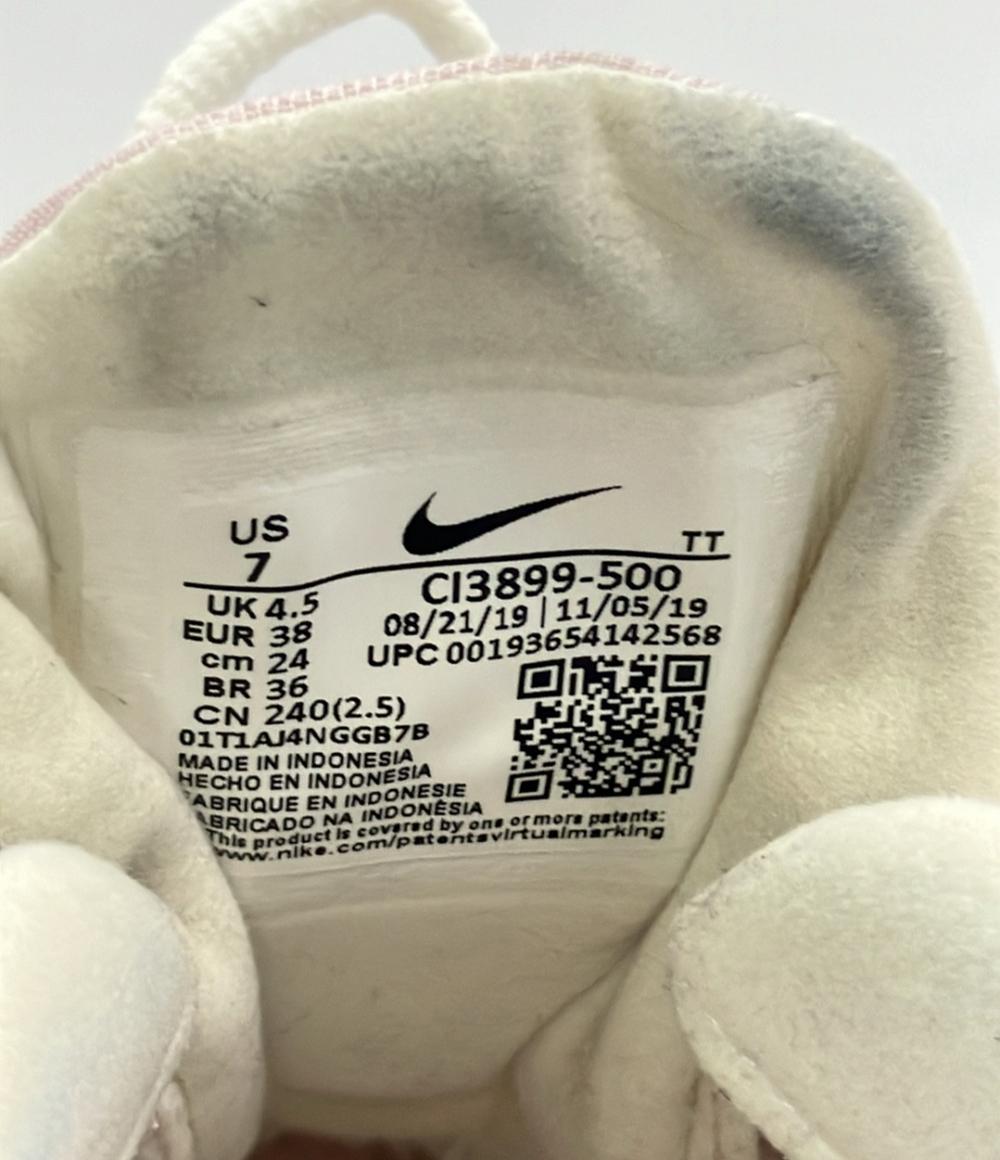 US
7
TT
UK 4.5
EUR 38
cm 24
BR 36
CN 240(2.5)
CI3899-500
08/21/19 | 11/05/19
UPC 00193654142568
01T1AJ4NGGB7B
MADE IN INDONESIA
HECHO EN INDONESIA
FABRIQUE EN INDONESIE
FABRICADO NA INDONÉSIA
This product is covered by one or more patents:
www.nike.com/patentsvirtualmarking